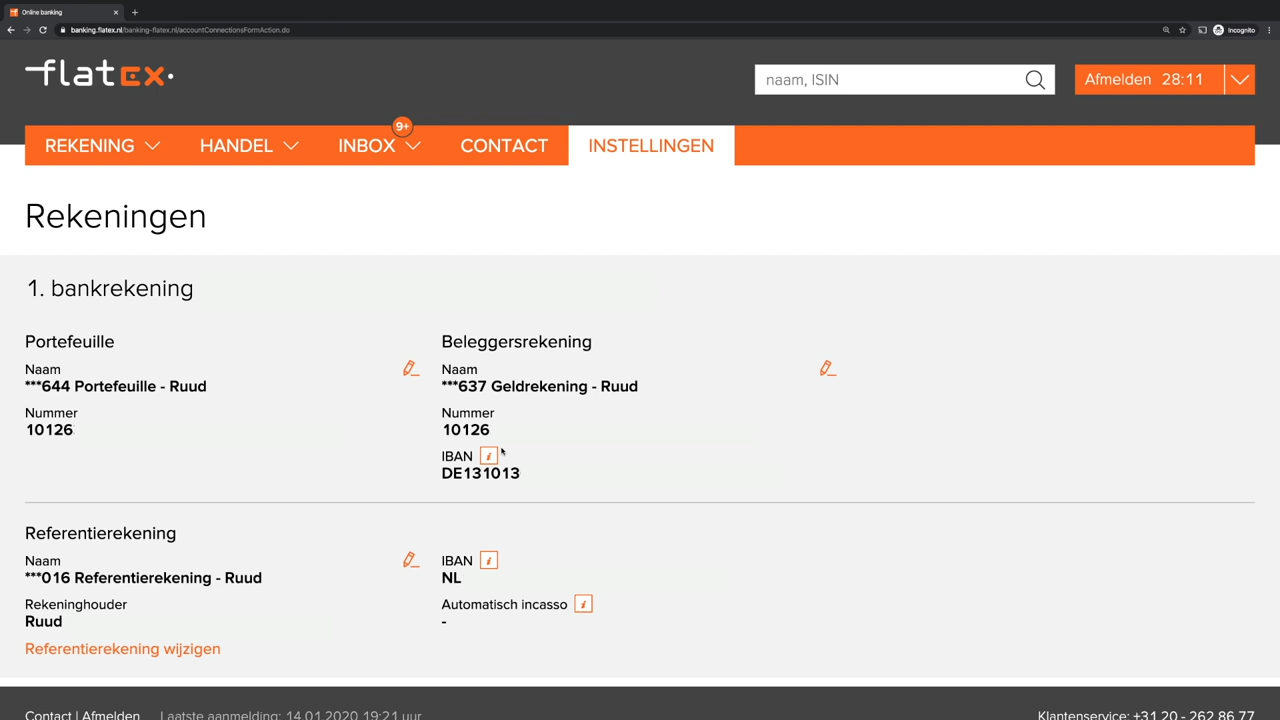 Online banking
banking.flatex.nl/banking-flatex.nl/accountConnectionsFormAction.do
Incognito
flatex
naam, ISIN
Afmelden 28:11
9+
REKENING HANDEL INBOX CONTACT INSTELLINGEN
Rekeningen
1. bankrekening
Portefeuille
Beleggersrekening
Naam
Naam
***644 Portefeuille - Ruud
***637 Geldrekening - Ruud
Nummer
Nummer
10126
10126
IBAN i
DE131013
Referentierekening
Naam
IBAN i
***016 Referentierekening - Ruud
NL
Rekeninghouder
Automatisch incasso i
Ruud
-
Referentierekening wijzigen
Contact | Afmelden Laatste aanmelding: 14.01.2020 19:21 uur
Klantenservice: +31 20 - 262 86 77